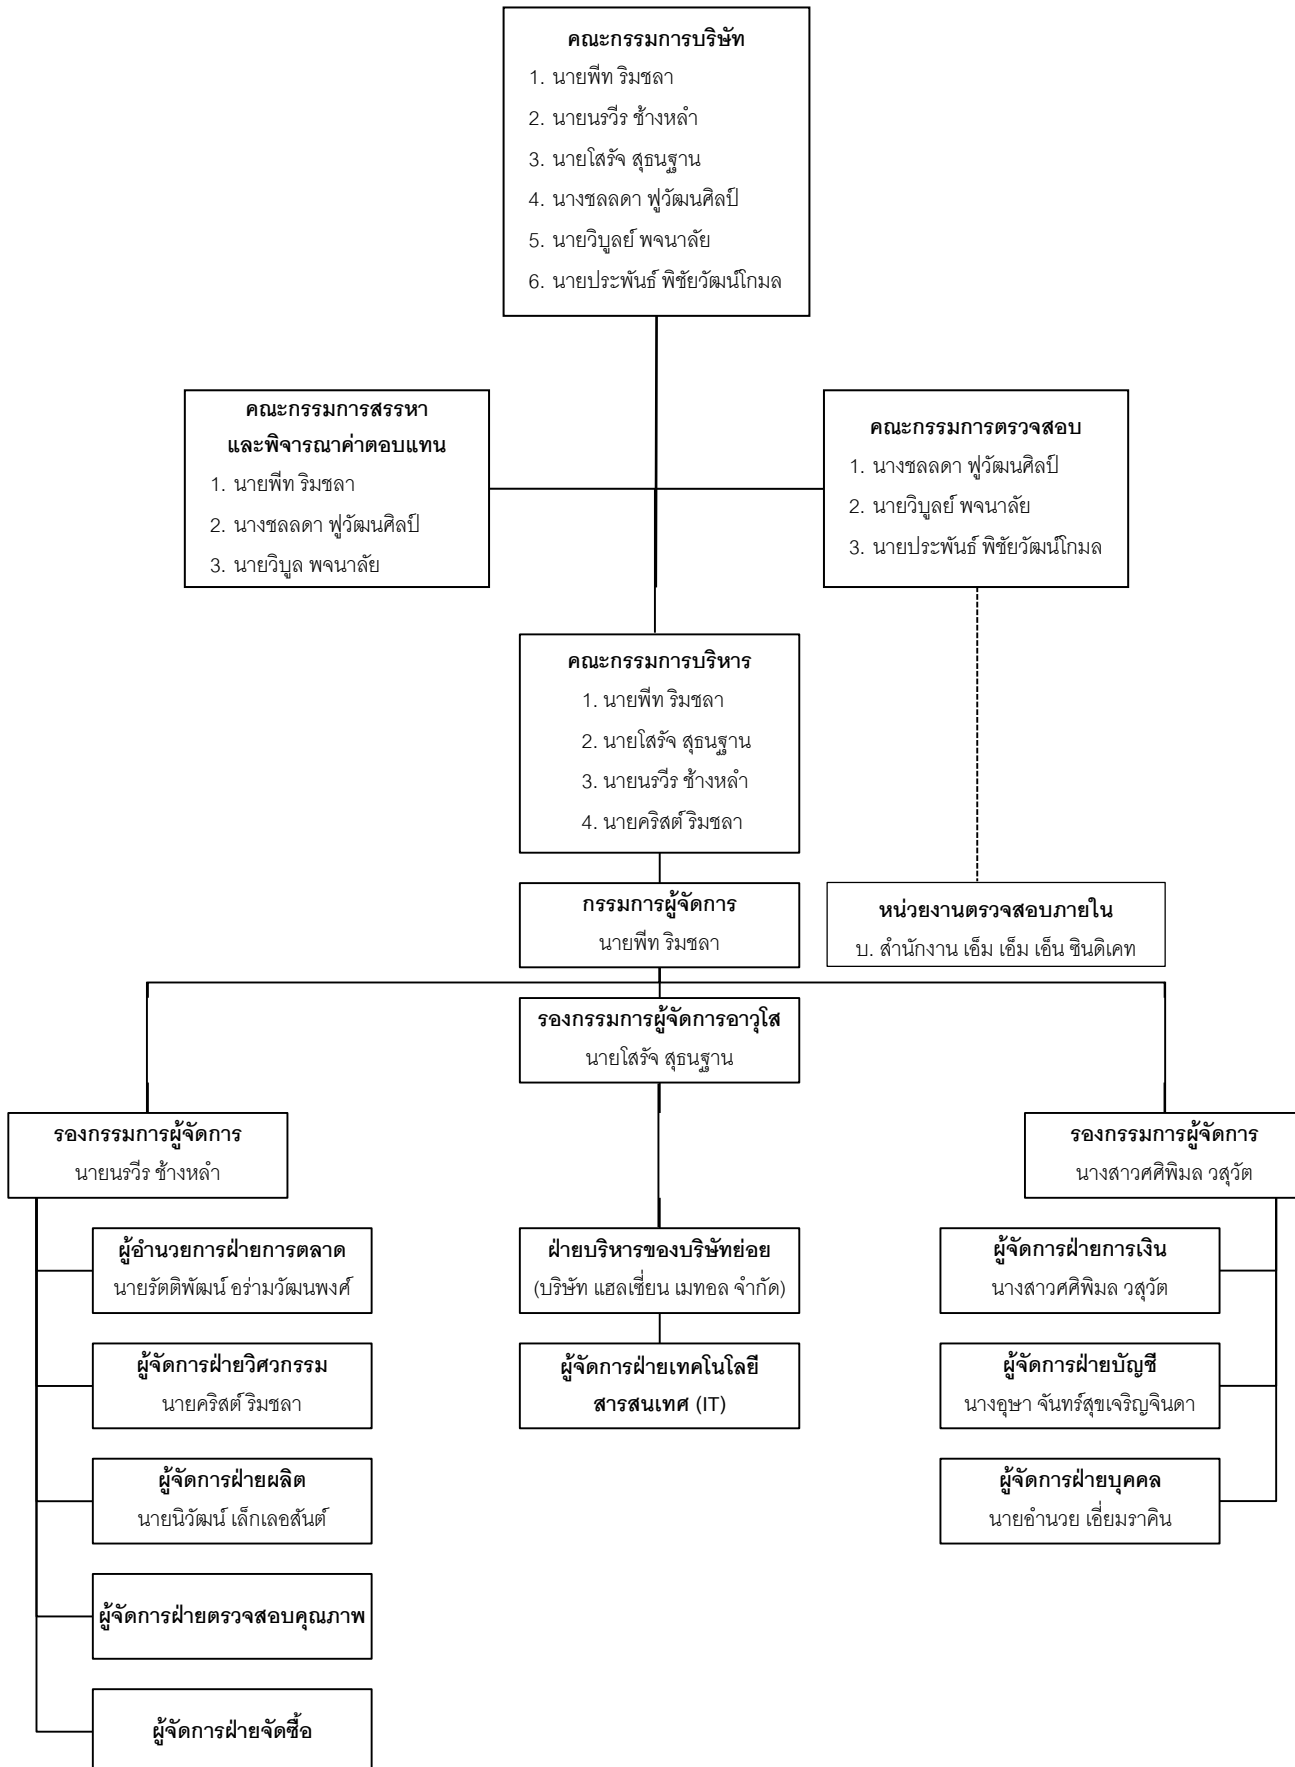 คณะกรรมการบริษัท
1. นายพีท ริมชลา
2. นายนรวีร ช้างหลำ
3. นายโสรัจ สุธนฐาน
4. นางชลลดา ฟูวัฒนศิลป์
5. นายวิบูลย์ พจนาลัย
6. นายประพันธ์ พิชัยวัฒน์โกมล
คณะกรรมการสรรหา
และพิจารณาค่าตอบแทน
1. นายพีท ริมชลา
2. นางชลลดา ฟูวัฒนศิลป์
3. นายวิบูล พจนาลัย
คณะกรรมการตรวจสอบ
1. นางชลลดา ฟูวัฒนศิลป์
2. นายวิบูลย์ พจนาลัย
3. นายประพันธ์ พิชัยวัฒน์โกมล
คณะกรรมการบริหาร
1. นายพีท ริมชลา
2. นายโสรัจ สุธนฐาน
3. นายนรวีร ช้างหลำ
4. นายคริสต์ ริมชลา
กรรมการผู้จัดการ
นายพีท ริมชลา
หน่วยงานตรวจสอบภายใน
บ. สำนักงาน เอ็ม เอ็ม เอ็น ซินดิเคท
รองกรรมการผู้จัดการอาวุโส
นายโสรัจ สุธนฐาน
รองกรรมการผู้จัดการ
นายนรวีร ช้างหลำ
รองกรรมการผู้จัดการ
นางสาวศศิพิมล วสุวัต
ผู้อำนวยการฝ่ายการตลาด
นายรัตติพัฒน์ อร่ามวัฒนพงศ์
ฝ่ายบริหารของบริษัทย่อย
(บริษัท แฮลเซี่ยน เมทอล จำกัด)
ผู้จัดการฝ่ายการเงิน
นางสาวศศิพิมล วสุวัต
ผู้จัดการฝ่ายวิศวกรรม
นายคริสต์ ริมชลา
ผู้จัดการฝ่ายเทคโนโลยี
สารสนเทศ (IT)
ผู้จัดการฝ่ายบัญชี
นางอุษา จันทร์สุขเจริญจินดา
ผู้จัดการฝ่ายผลิต
นายนิวัฒน์ เล็กเลอสันต์
ผู้จัดการฝ่ายบุคคล
นายอำนวย เอี่ยมราคิน
ผู้จัดการฝ่ายตรวจสอบคุณภาพ
ผู้จัดการฝ่ายจัดซื้อ